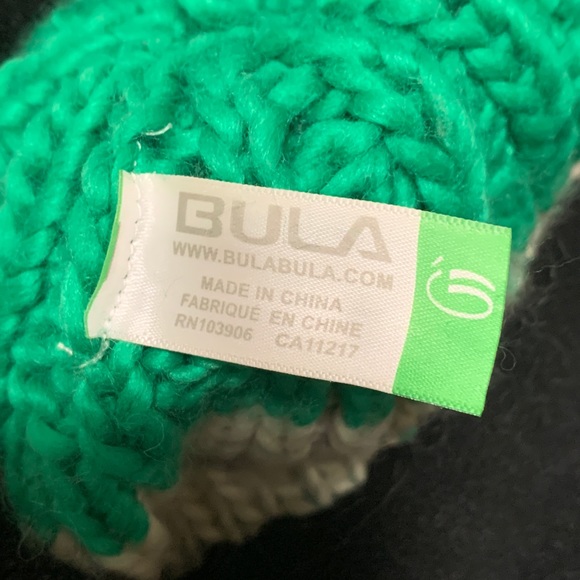 BULA
WWW.BULABULA.COM
MADE IN CHINA
FABRIQUÉ EN CHINE
RN103906 CA11217